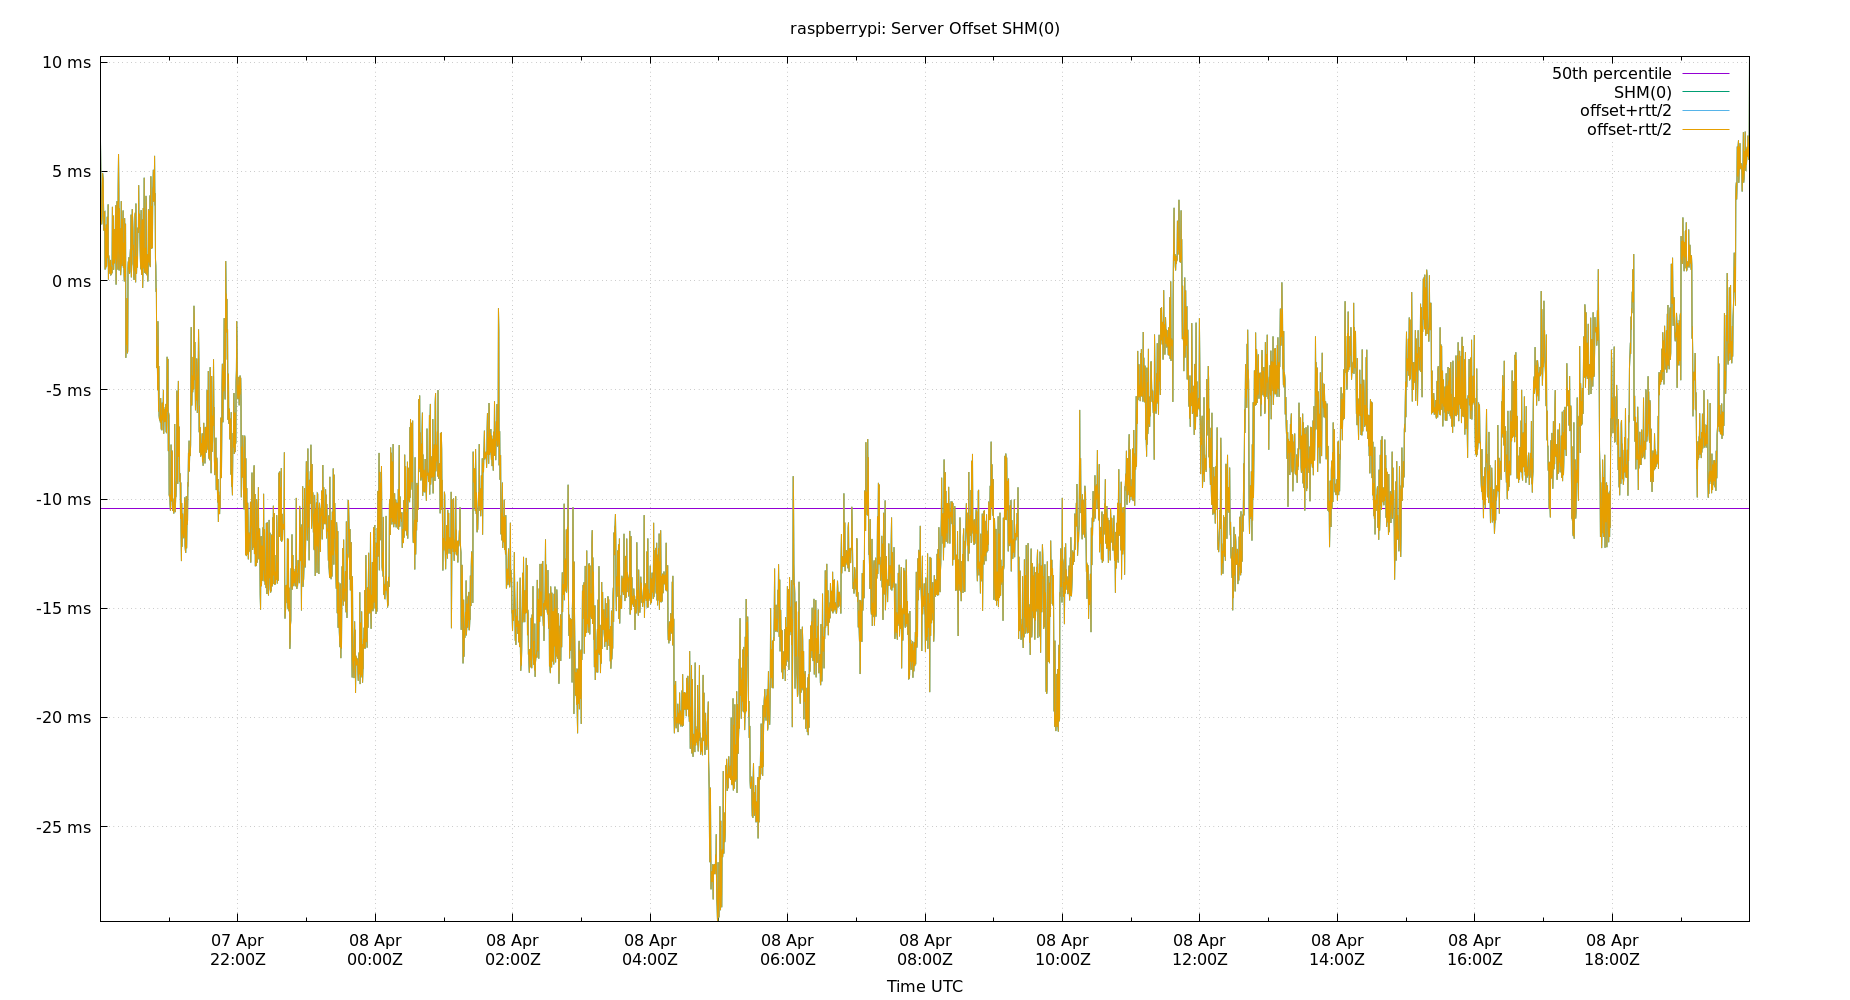 raspberrypi: Server Offset SHM(0)
10 ms
50th percentile
SHM(0)
offset+rtt/2
offset-rtt/2
5 ms
0 ms
-5 ms
-10 ms
-15 ms
-20 ms
-25 ms
07 Apr 08 Apr 08 Apr 08 Apr 08 Apr 08 Apr 08 Apr 08 Apr 08 Apr 08 Apr 08 Apr
22:00Z 00:00Z 02:00Z 04:00Z 06:00Z 08:00Z 10:00Z 12:00Z 14:00Z 16:00Z 18:00Z
Time UTC